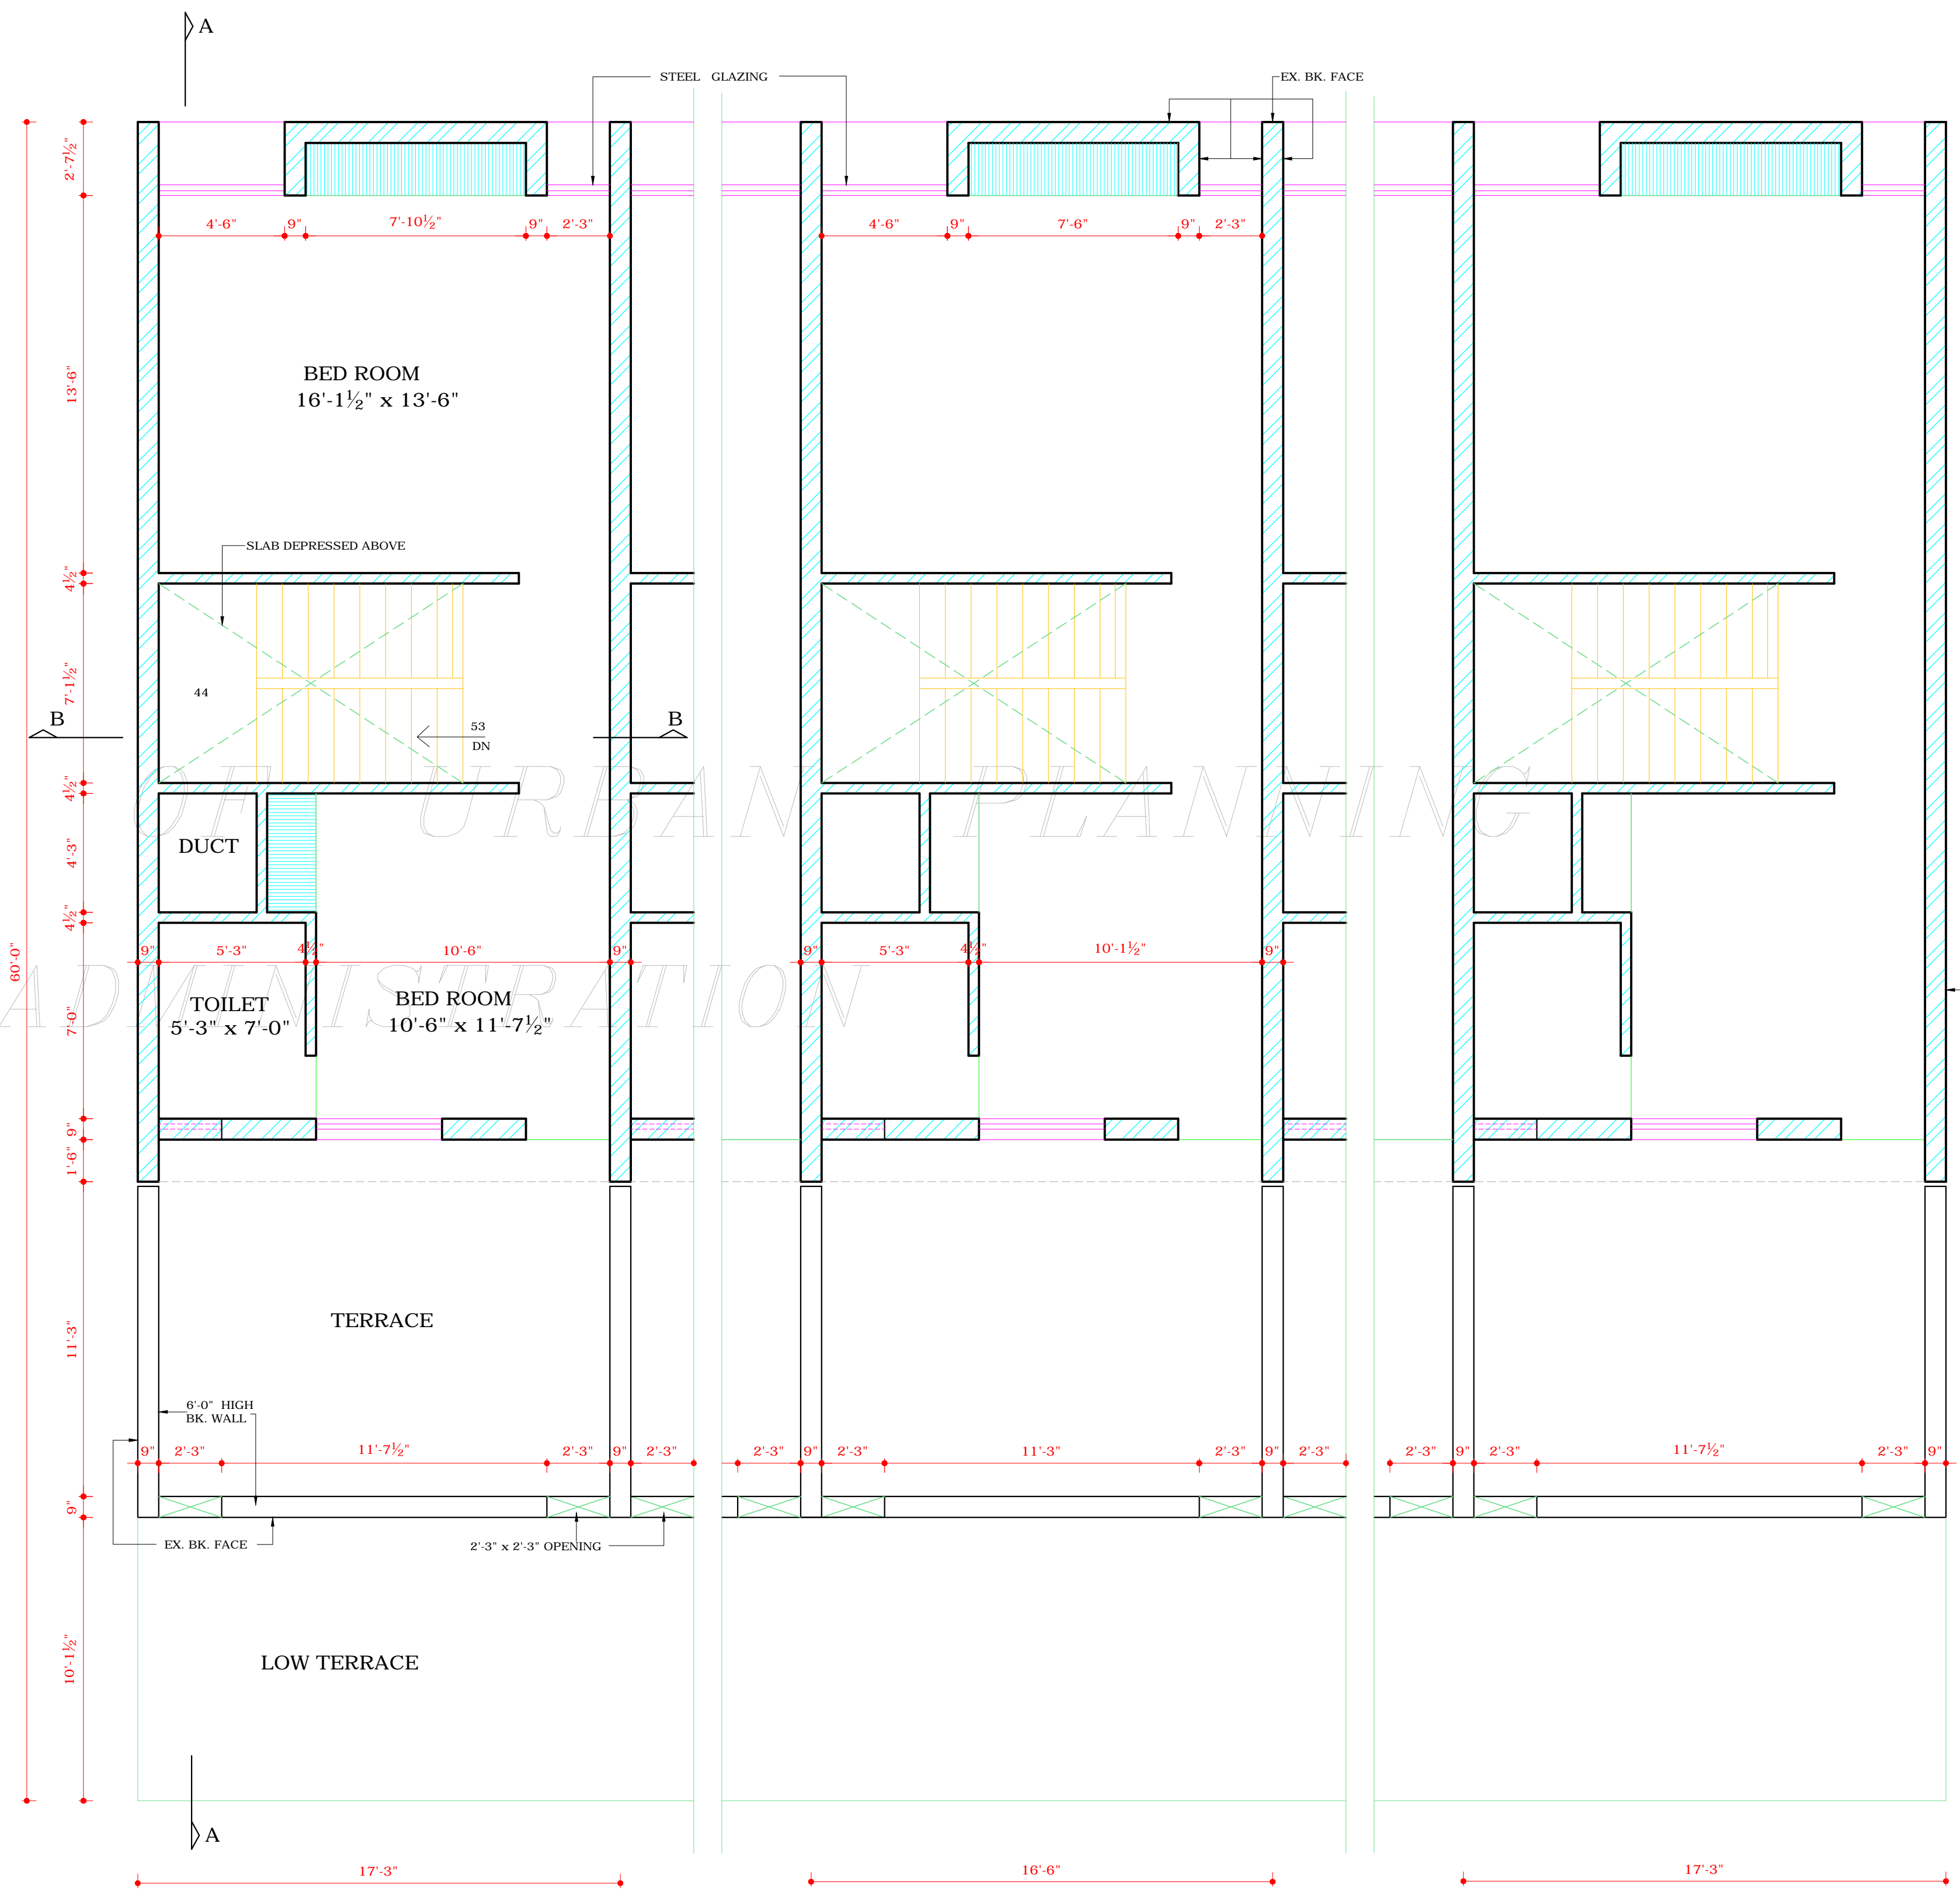 A
STEEL GLAZING
EX. BK. FACE
2'-7½"
4'-6" 9" 7'-10½" 9" 2'-3" 4'-6" 9" 7'-6" 9" 2'-3"
BED ROOM
16'-1½" x 13'-6"
13'-6"
SLAB DEPRESSED ABOVE
4½"
7'-1½"
44
B B
53
DN
OF URBAN PLANNING
4½"
DUCT
4'-3"
4½"
60'-0"
9" 5'-3" 4½" 10'-6" 9" 9" 5'-3" 4½" 10'-1½" 9"
ADMINISTRATION
TOILET
5'-3" x 7'-0"
BED ROOM
10'-6" x 11'-7½"
7'-0"
9"
1'-6"
TERRACE
11'-3"
6'-0" HIGH
BK. WALL
9" 2'-3" 11'-7½" 2'-3" 9" 2'-3" 2'-3" 9" 2'-3" 11'-3" 2'-3" 9" 2'-3" 2'-3" 9" 2'-3" 11'-7½" 2'-3" 9"
9"
EX. BK. FACE
2'-3" x 2'-3" OPENING
10'-1½"
LOW TERRACE
A
17'-3" 16'-6" 17'-3"